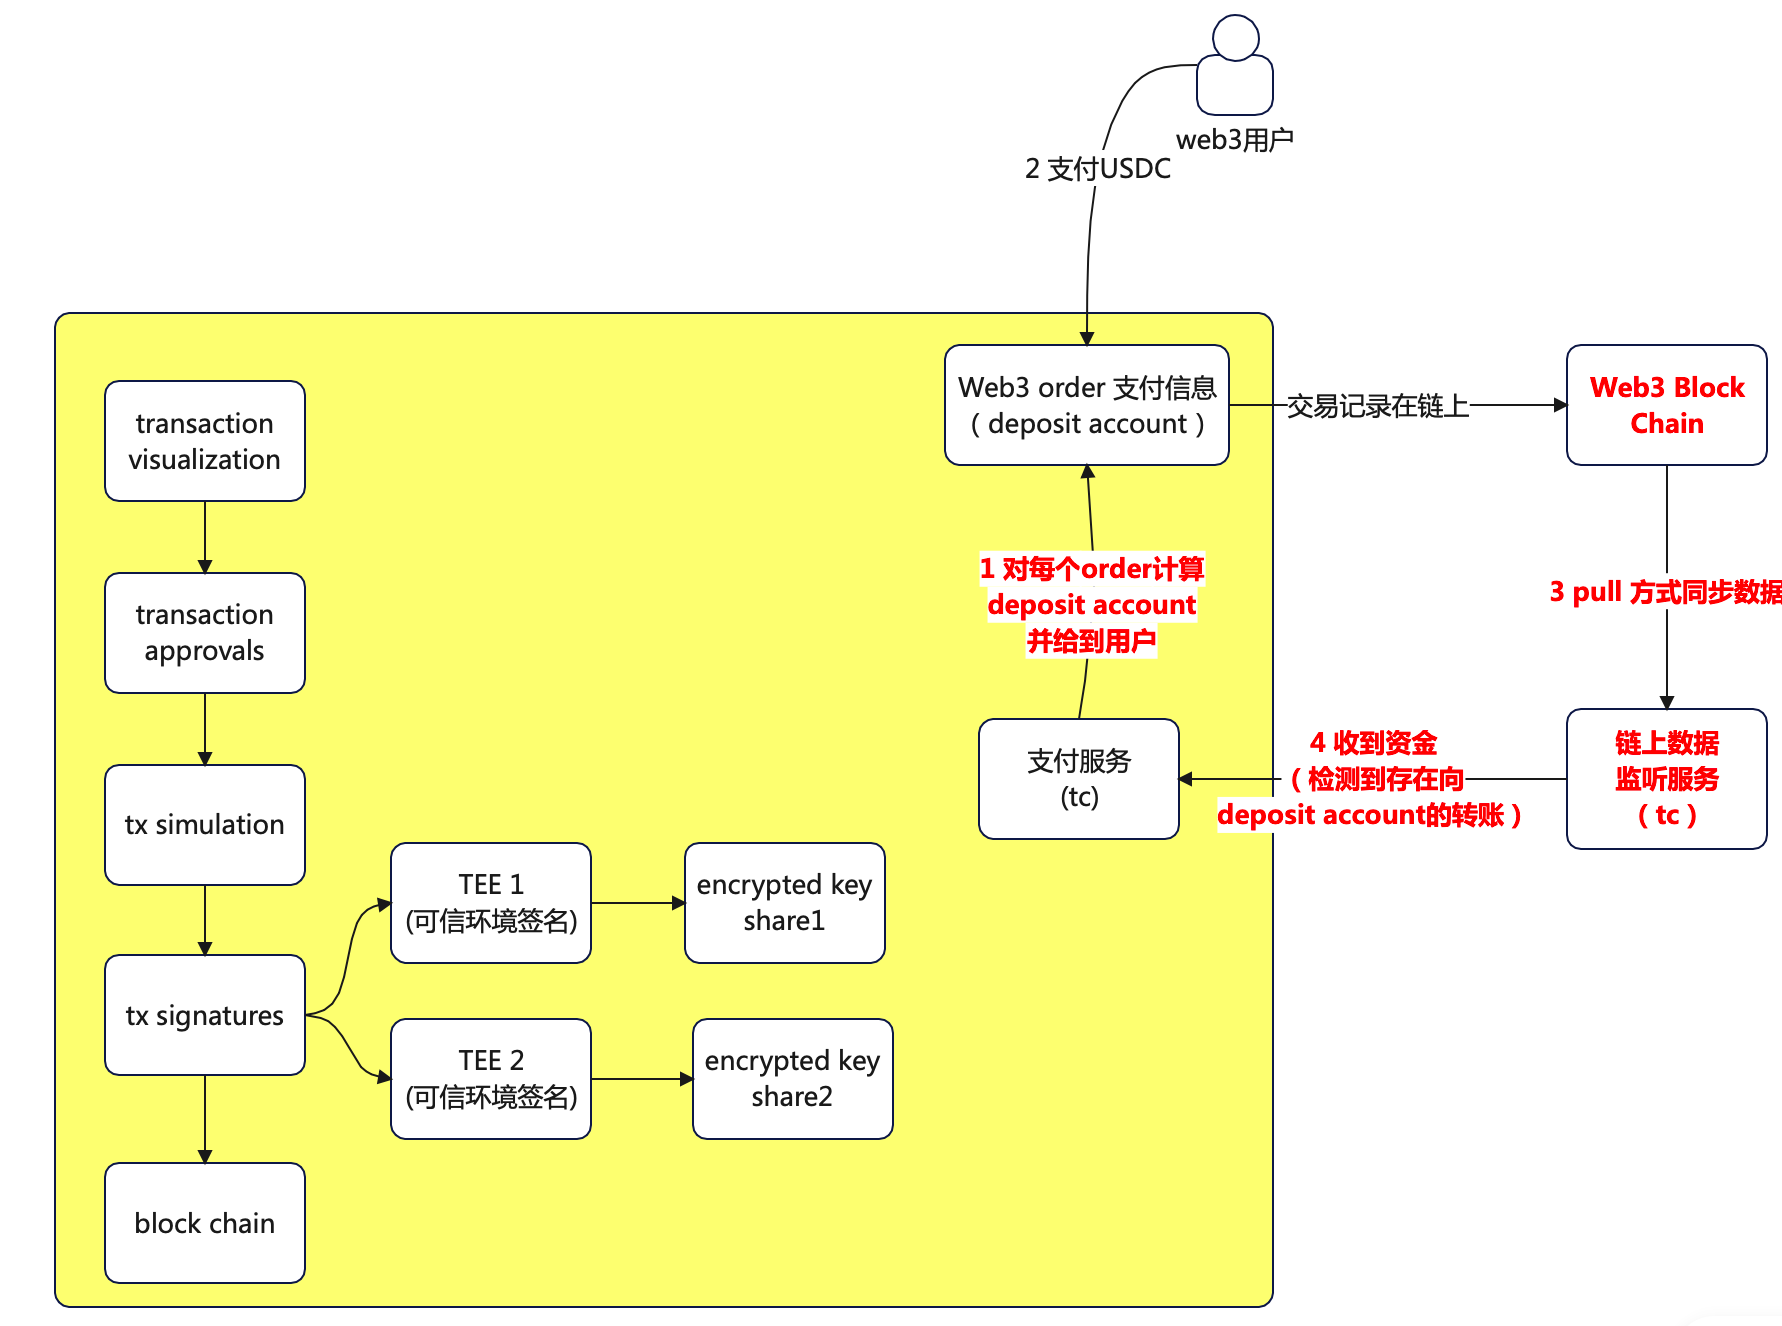 web3用户
2 支付USDC
Web3 order 支付信息
（deposit account）
交易记录在链上
Web3 Block
Chain
transaction
visualization
1 对每个order计算
deposit account
并给到用户
3 pull 方式同步数据
transaction
approvals
支付服务
(tc)
4 收到资金
（检测到存在向
deposit account的转账）
链上数据
监听服务
（tc）
tx simulation
TEE 1
(可信环境签名)
encrypted key
share1
tx signatures
TEE 2
(可信环境签名)
encrypted key
share2
block chain